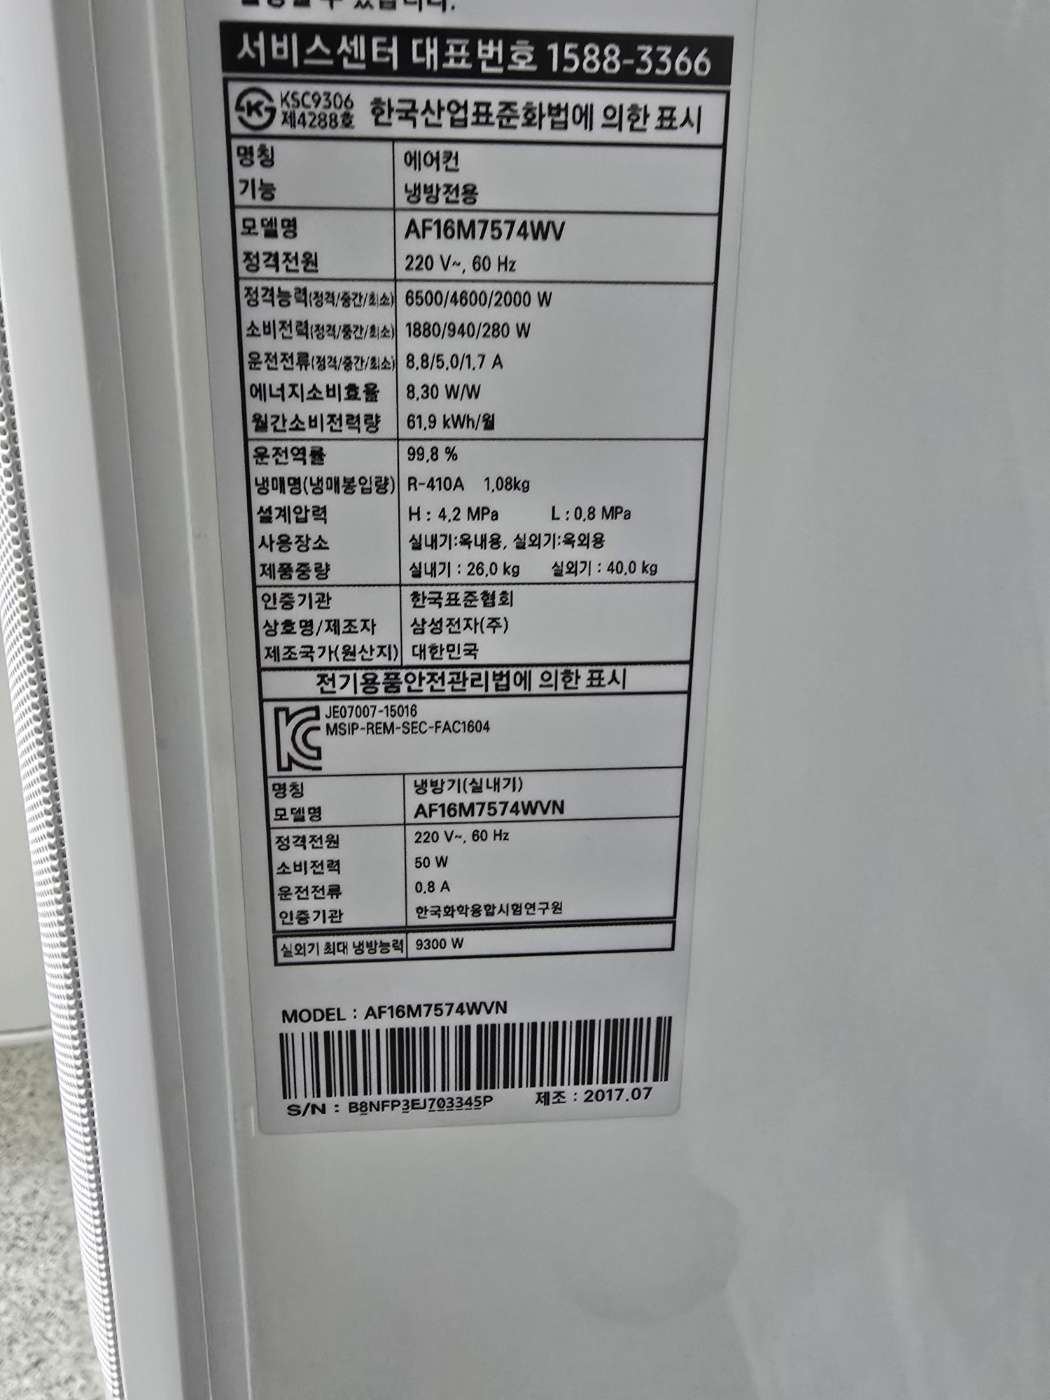 서비스센터 대표번호 1588-3366
KSC9306
제4288호
한국산업표준화법에 의한 표시
명칭 에어컨
기능 냉방전용
모델명 AF16M7574WV
정격전원 220 V~, 60 Hz
정격능력(정격/중간/최소) 6500/4600/2000 W
소비전력(정격/중간/최소) 1880/940/280 W
운전전류(정격/중간/최소) 8.8/5.0/1.7 A
에너지소비효율 8.30 W/W
월간소비전력량 61.9 kWh/월
운전역률 99.8 %
냉매명(냉매봉입량) R-410A 1.08kg
설계압력 H : 4.2 MPa L : 0.8 MPa
사용장소 실내기:옥내용, 실외기:옥외용
제품중량 실내기 : 26.0 kg 실외기 : 40.0 kg
인증기관 한국표준협회
상호명/제조자 삼성전자(주)
제조국가(원산지) 대한민국
전기용품안전관리법에 의한 표시
JE07007-15016
MSIP-REM-SEC-FAC1604
명칭 냉방기(실내기)
모델명 AF16M7574WVN
정격전원 220 V~, 60 Hz
소비전력 50 W
운전전류 0.8 A
인증기관 한국화학융합시험연구원
실외기 최대 냉방능력 9300 W
MODEL : AF16M7574WVN
S/N : B8NFP3EJ703345P 제조 : 2017.07